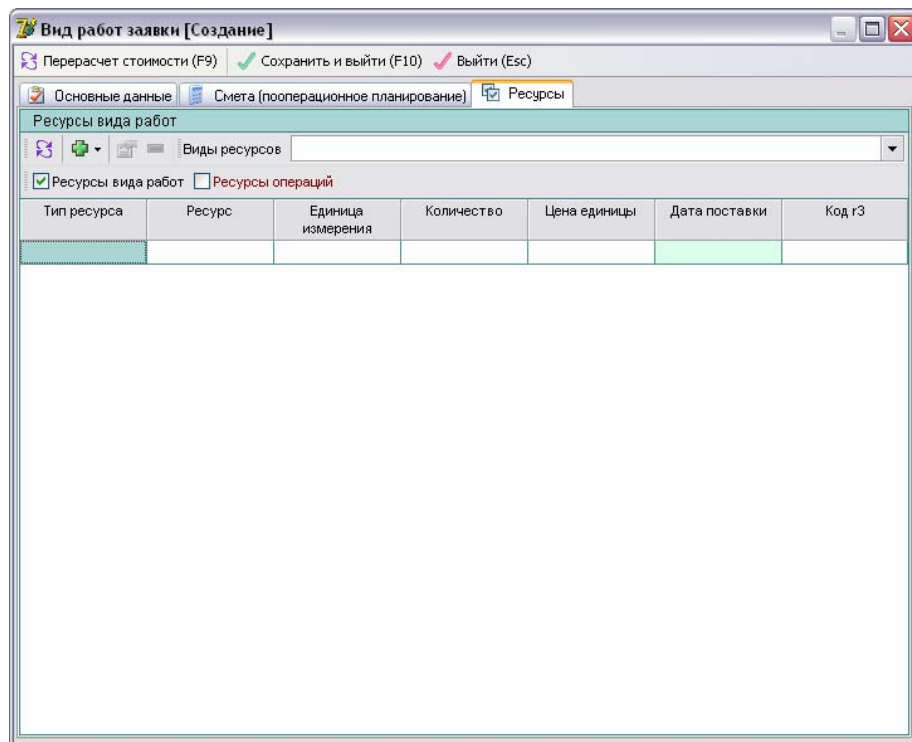 Вид работ заявки [Создание]
Перерасчет стоимости (F9) Сохранить и выйти (F10) Выйти (Esc)
Основные данные Смета (пооперационное планирование) Ресурсы
Ресурсы вида работ
Виды ресурсов
Ресурсы вида работ Ресурсы операций
Тип ресурса Ресурс Единица измерения Количество Цена единицы Дата поставки Код r3